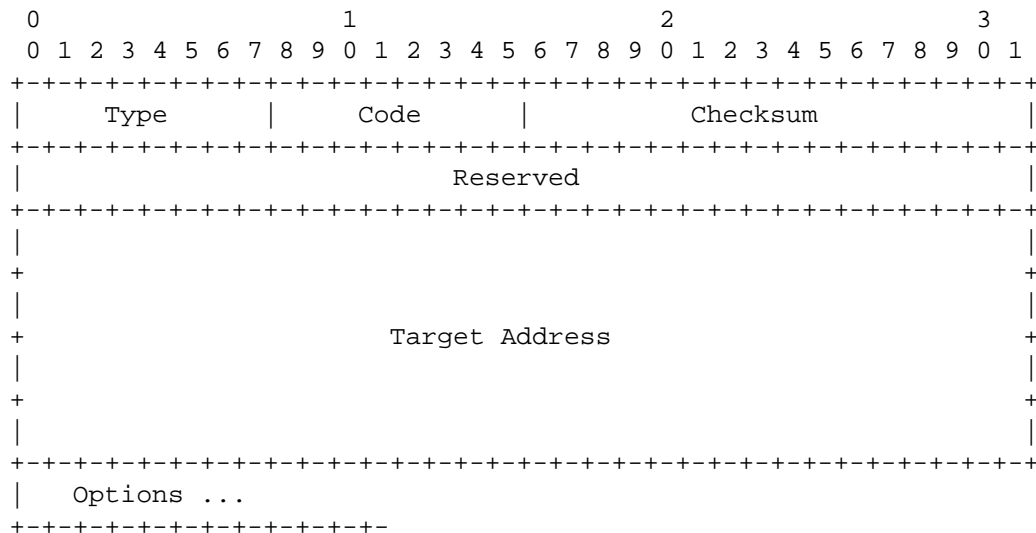 0                   1                   2                   3
 0 1 2 3 4 5 6 7 8 9 0 1 2 3 4 5 6 7 8 9 0 1 2 3 4 5 6 7 8 9 0 1
+-+-+-+-+-+-+-+-+-+-+-+-+-+-+-+-+-+-+-+-+-+-+-+-+-+-+-+-+-+-+-+-+
|     Type      |     Code      |          Checksum             |
+-+-+-+-+-+-+-+-+-+-+-+-+-+-+-+-+-+-+-+-+-+-+-+-+-+-+-+-+-+-+-+-+
|                           Reserved                            |
+-+-+-+-+-+-+-+-+-+-+-+-+-+-+-+-+-+-+-+-+-+-+-+-+-+-+-+-+-+-+-+-+
|                                                               |
+                                                               +
|                                                               |
+                       Target Address                          +
|                                                               |
+                                                               +
|                                                               |
+-+-+-+-+-+-+-+-+-+-+-+-+-+-+-+-+-+-+-+-+-+-+-+-+-+-+-+-+-+-+-+-+
|   Options ...
+-+-+-+-+-+-+-+-+-+-+-+-